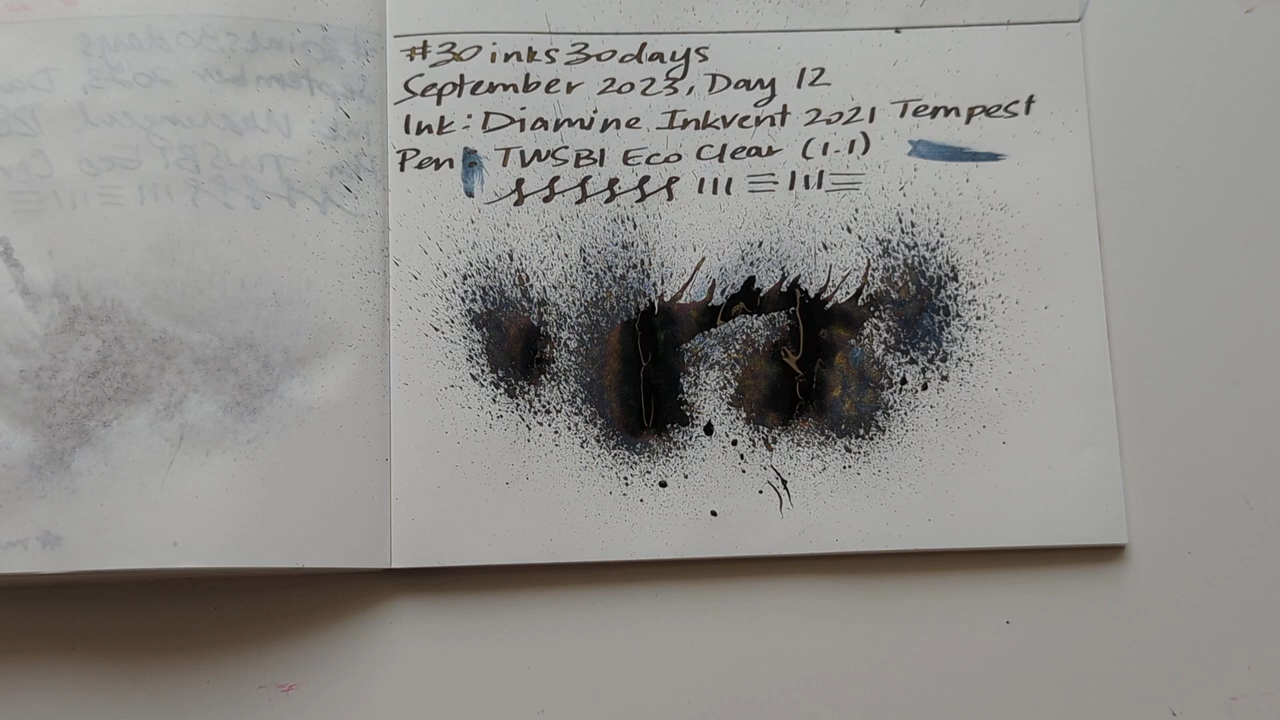 #30inks30days
September 2023, Day 12
Ink: Diamine Inkvent 2021 Tempest
Pen: TWSBI Eco Clear (1.1)